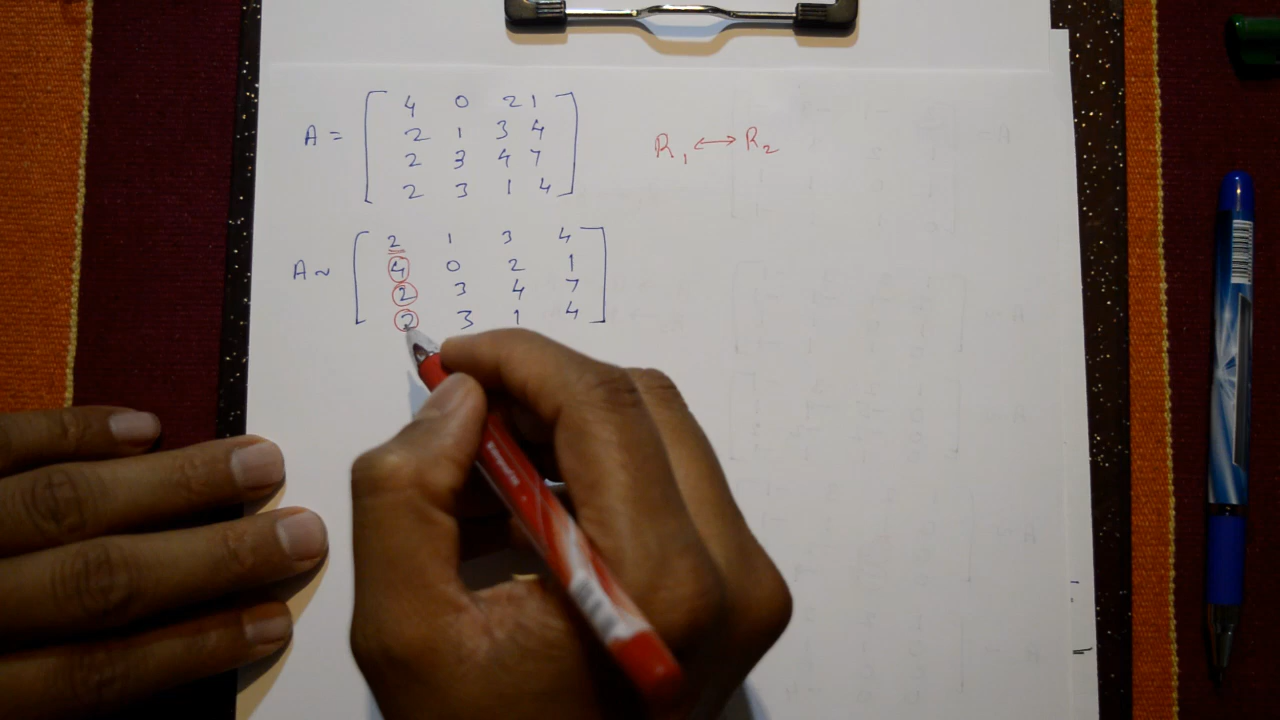 A = [ 4 0 2 1
2 1 3 4
2 3 4 7
2 3 1 4 ]
R₁ ↔ R₂
A ~ [ 2 1 3 4
4 0 2 1
2 3 4 7
2 3 1 4 ]